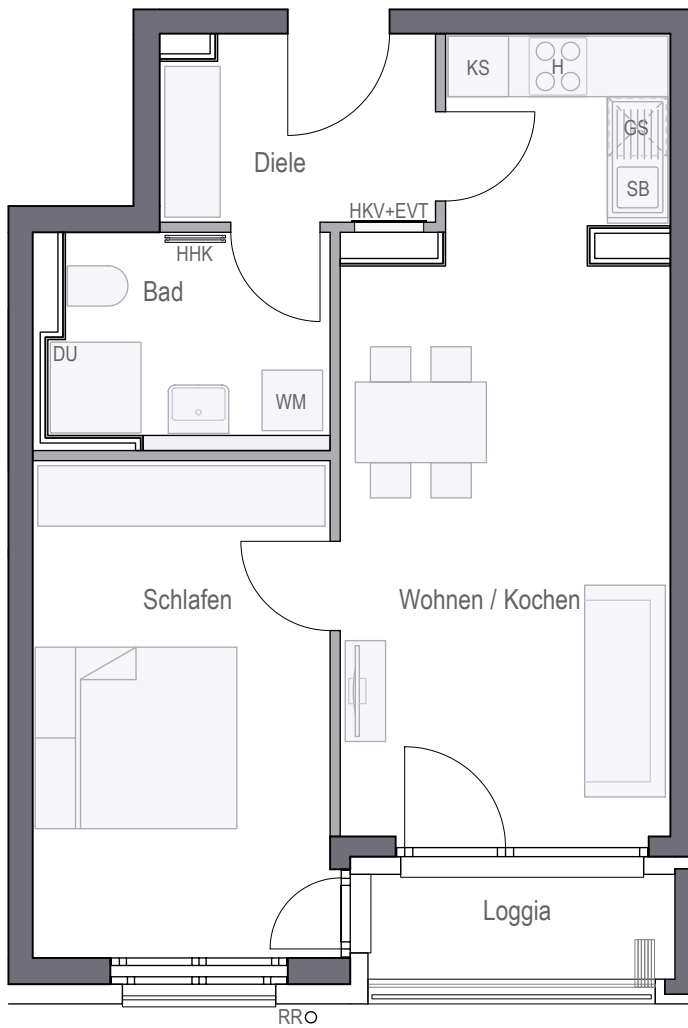 KS
H
GS
SB
Diele
HKV+EVT
HHK
Bad
DU
WM
Schlafen
Wohnen / Kochen
Loggia
RR